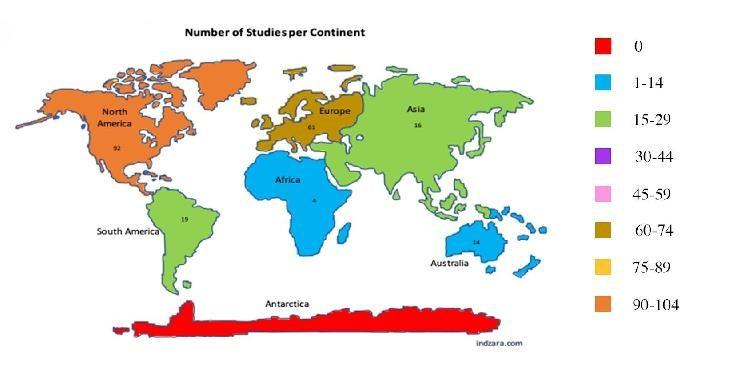 Number of Studies per Continent
North
America
92
Europe
61
Asia
16
Africa
4
19
South America
14
Australia
Antarctica
indzara.com
0
1-14
15-29
30-44
45-59
60-74
75-89
90-104